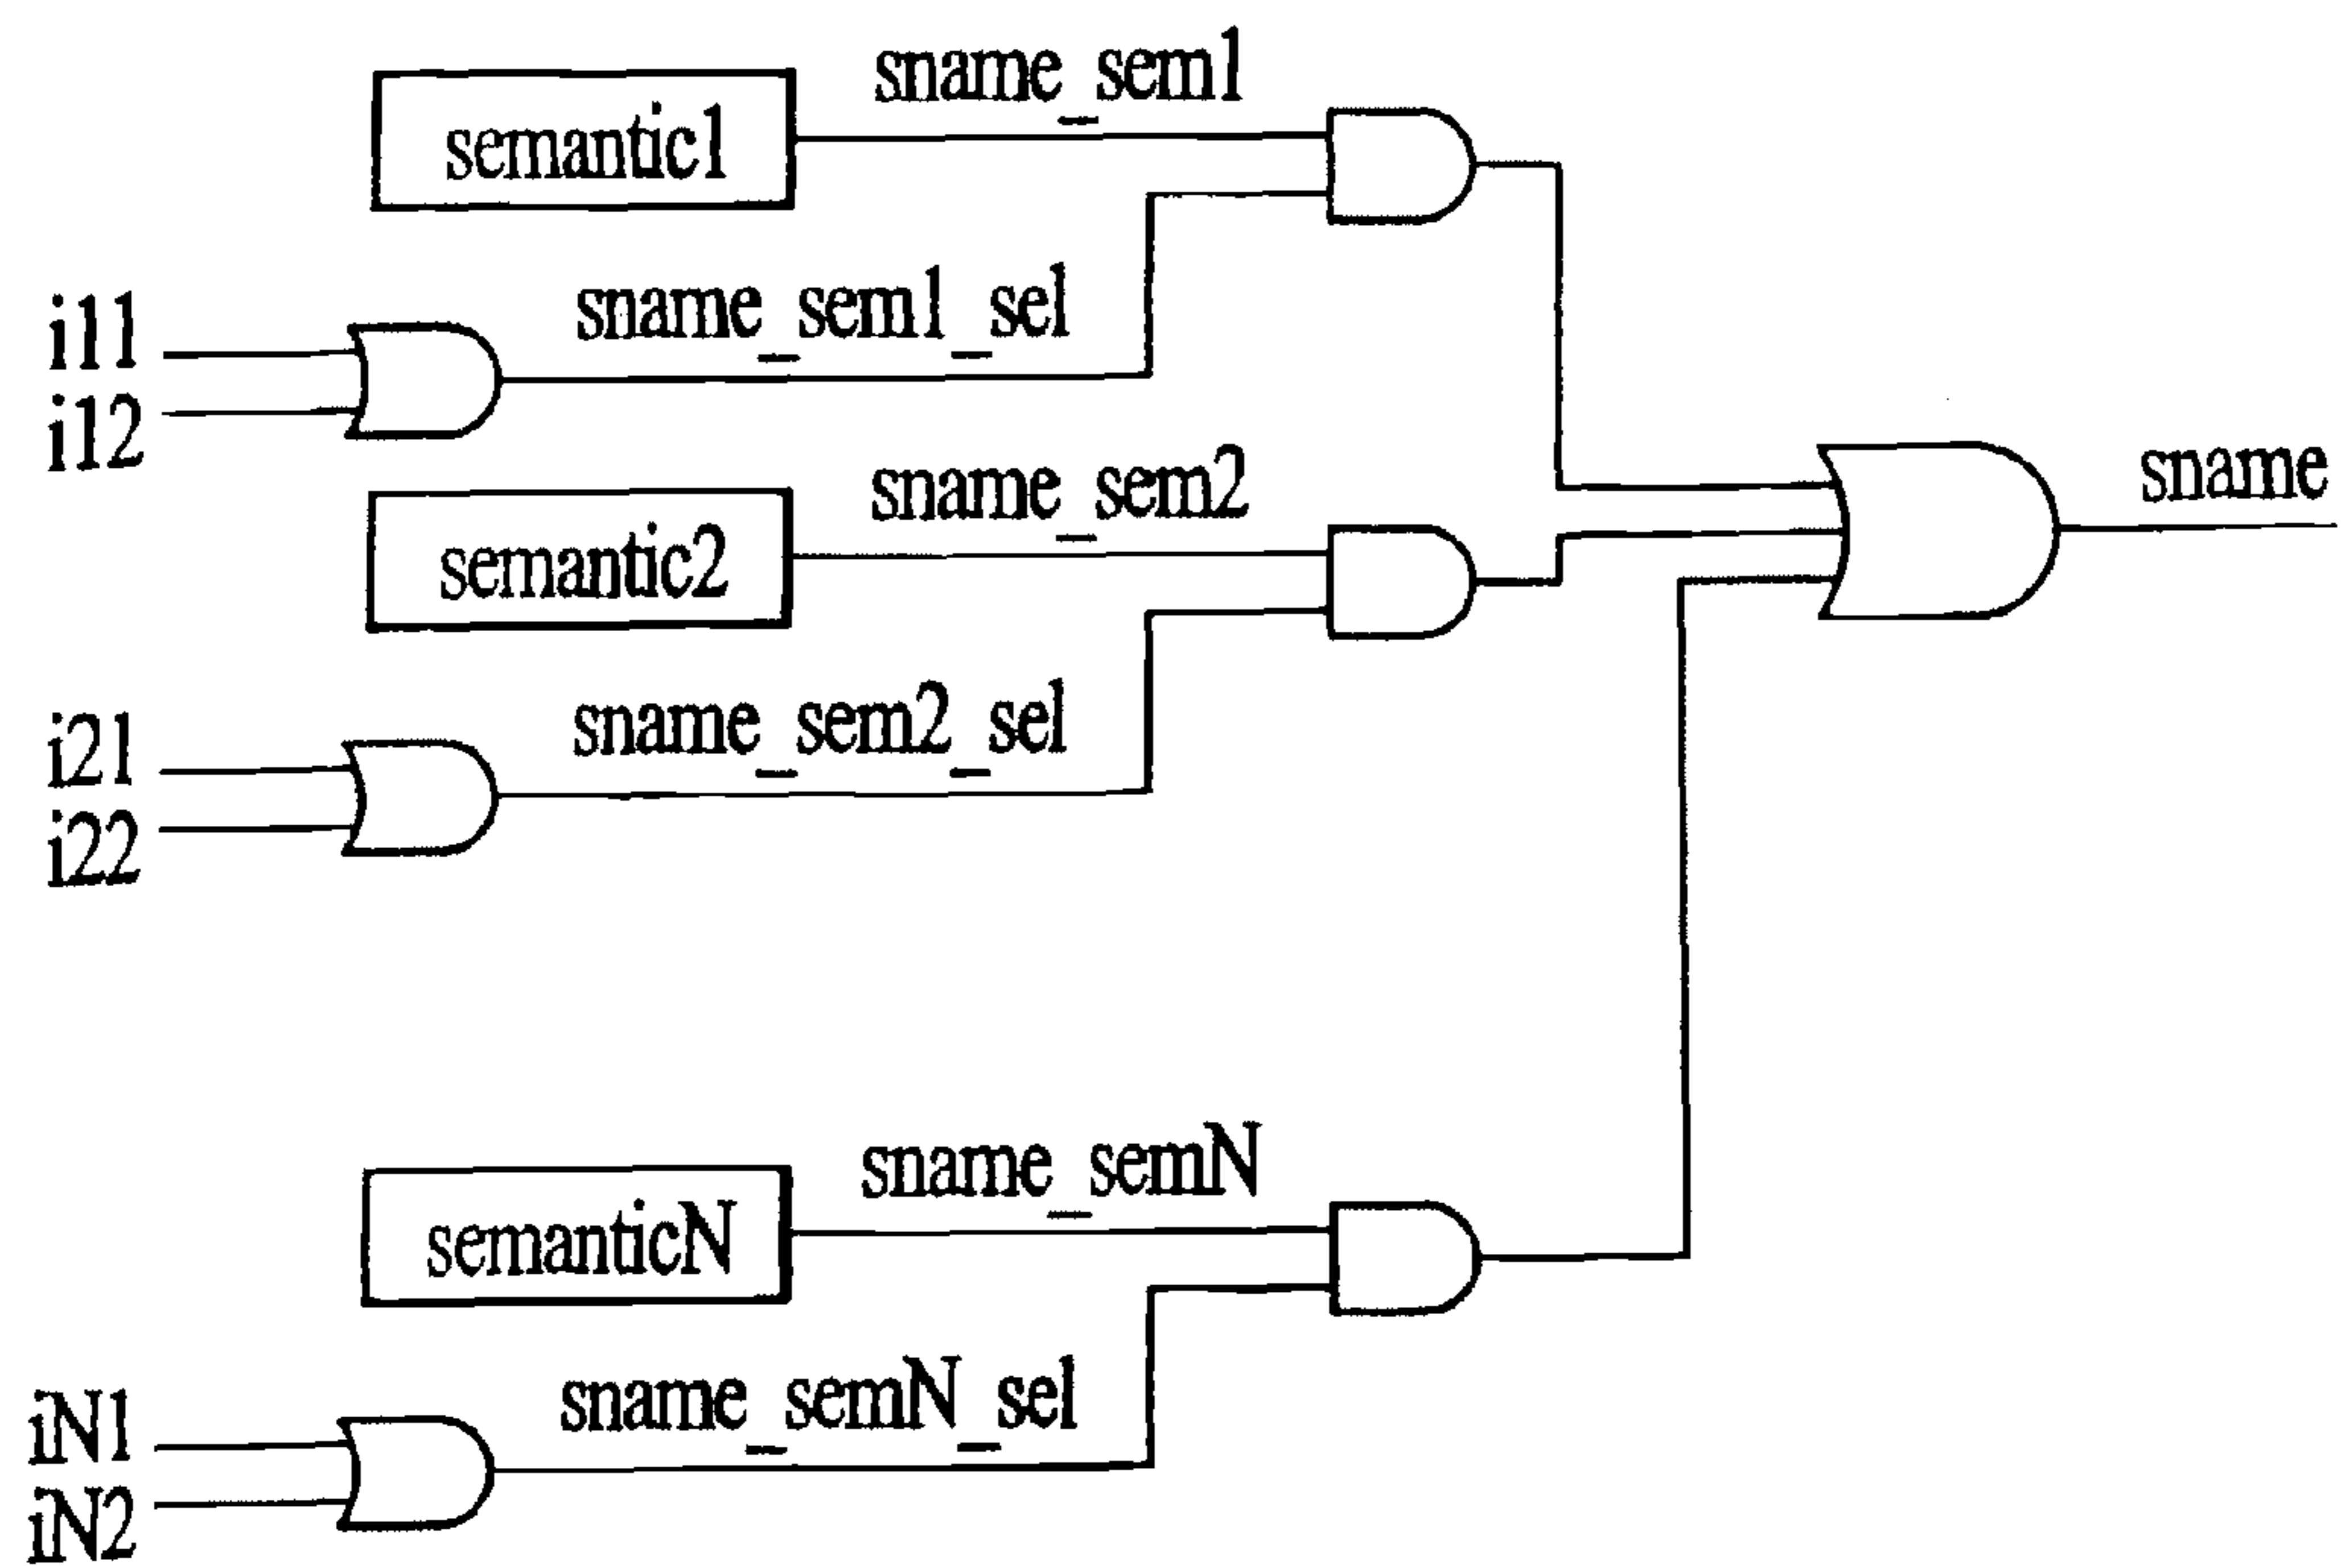 sname_sem1
semantic1
sname_sem1_sel
i11
i12
sname_sem2
sname
semantic2
sname_sem2_sel
i21
i22
sname_semN
semanticN
sname_semN_sel
iN1
iN2